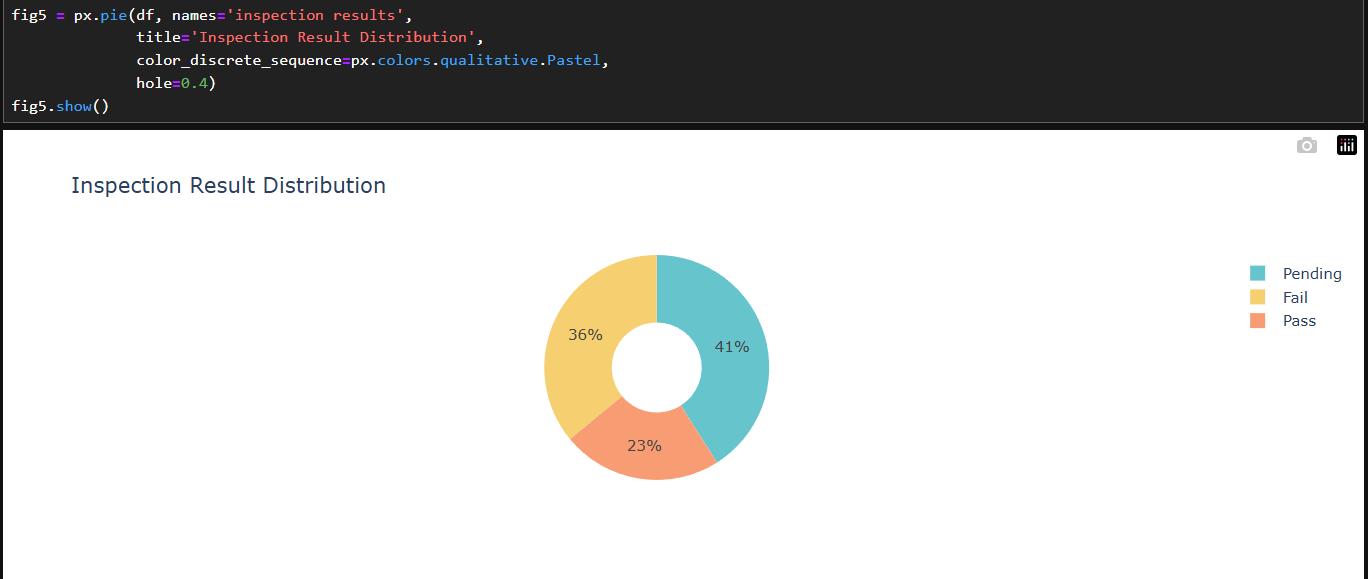 fig5 = px.pie(df, names='inspection results',
title='Inspection Result Distribution',
color_discrete_sequence=px.colors.qualitative.Pastel,
hole=0.4)
fig5.show()
Inspection Result Distribution
Pending
Fail
Pass
36%
41%
23%